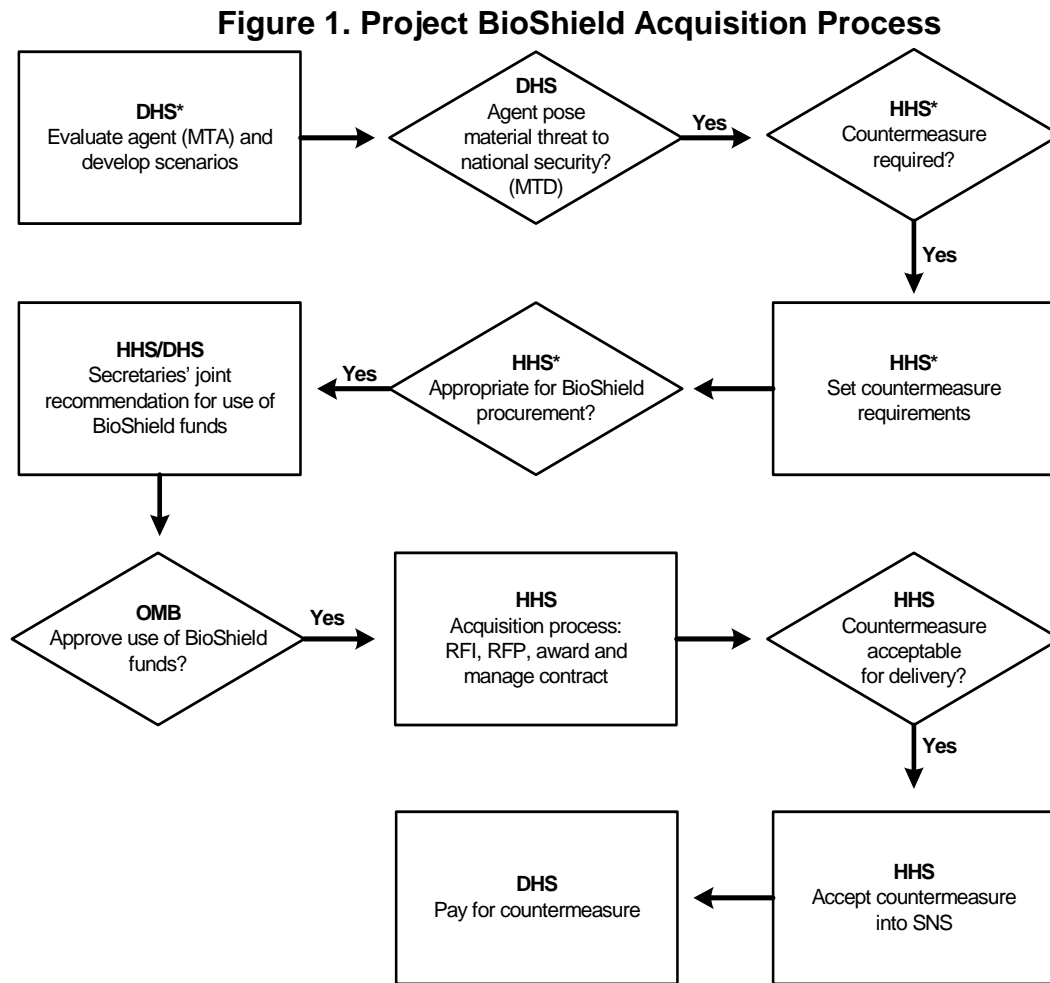 Figure 1. Project BioShield Acquisition Process
DHS*
Evaluate agent (MTA) and
develop scenarios
DHS
Agent pose
material threat to
national security?
(MTD)
Yes
HHS*
Countermeasure
required?
Yes
HHS*
Set countermeasure
requirements
HHS*
Appropriate for BioShield
procurement?
Yes
HHS/DHS
Secretaries' joint
recommendation for use of
BioShield funds
OMB
Approve use of BioShield
funds?
Yes
HHS
Acquisition process:
RFI, RFP, award and
manage contract
HHS
Countermeasure
acceptable
for delivery?
Yes
HHS
Accept countermeasure
into SNS
DHS
Pay for countermeasure